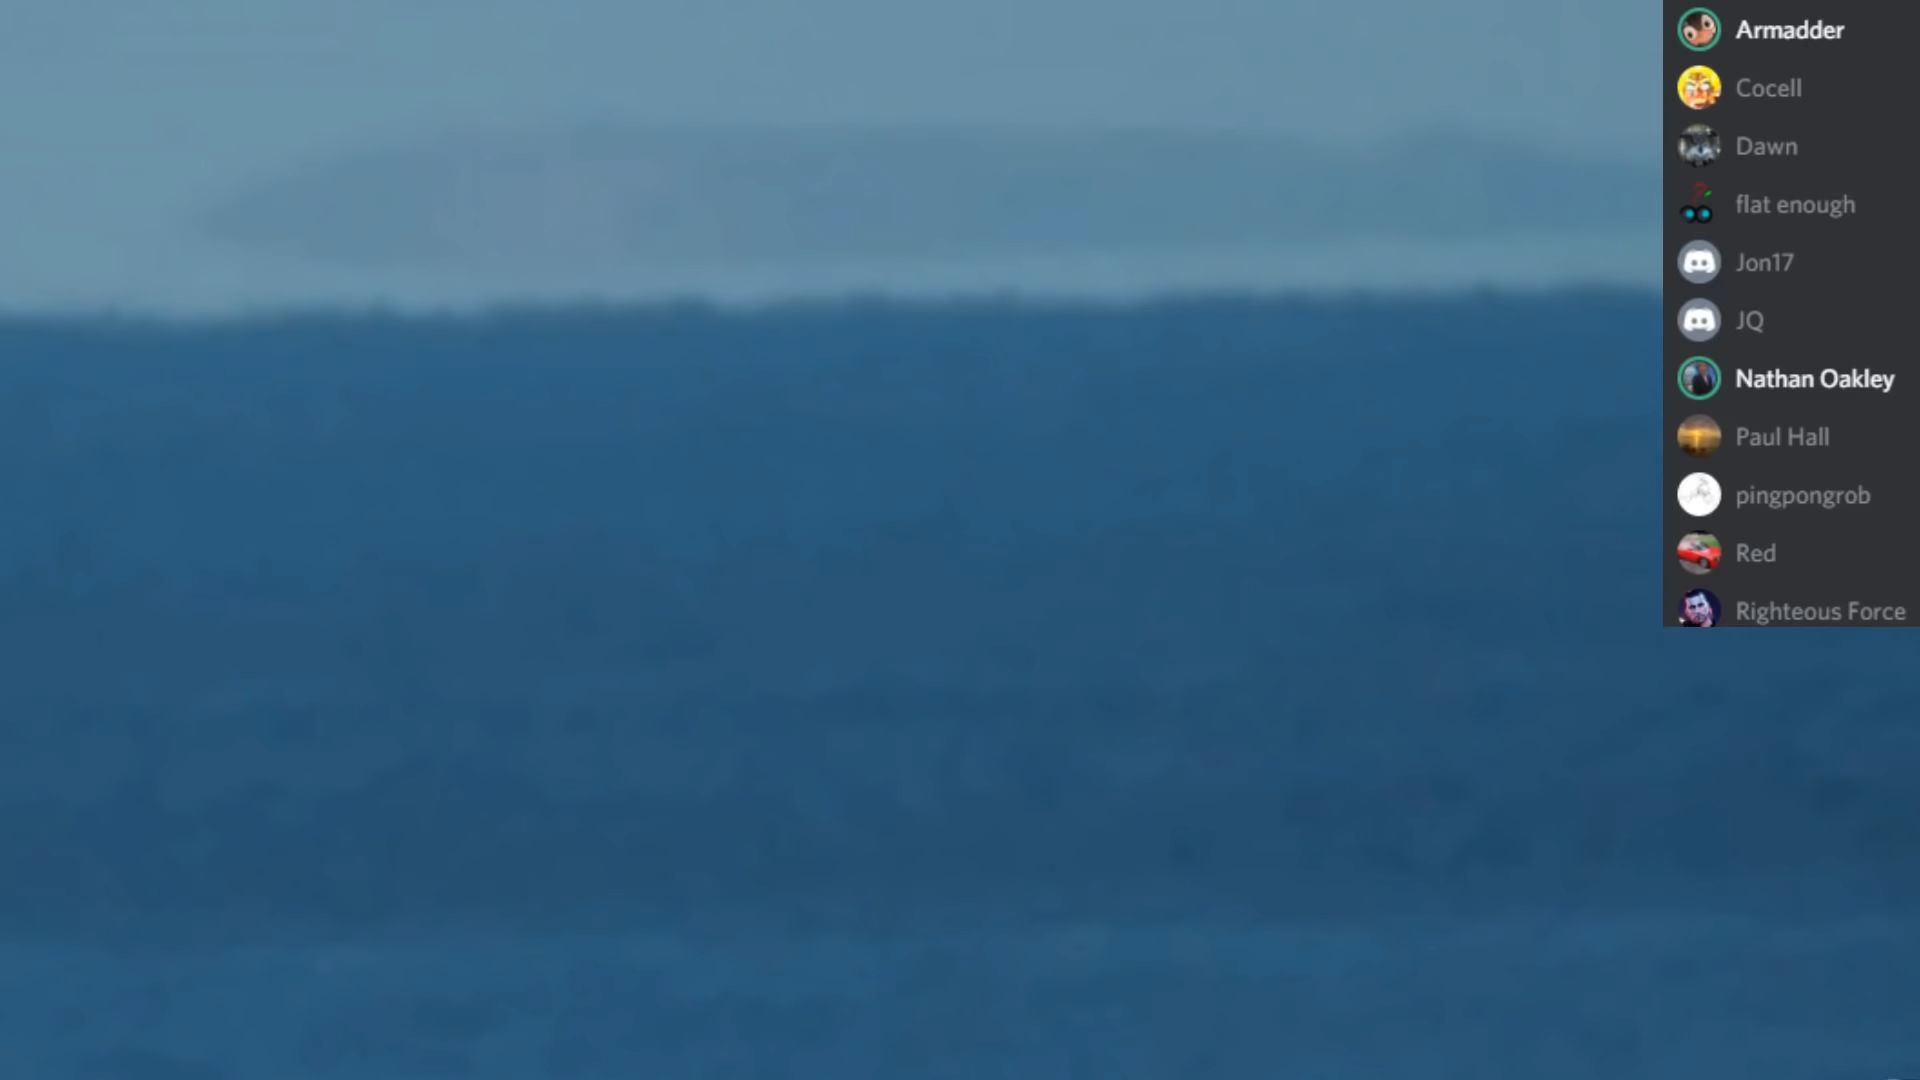 Armadder
Cocell
Dawn
flat enough
Jon17
JQ
Nathan Oakley
Paul Hall
pingpongrob
Red
Righteous Force